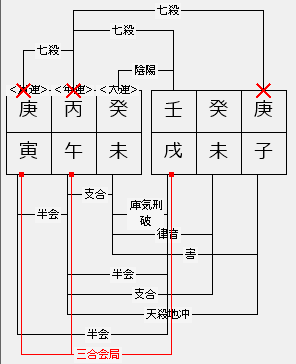 七殺
七殺
七殺
陰陽
<月運>-<年運>-<大運>
庚 丙 癸 壬 癸 庚
寅 午 未 戌 未 子
支合
半会
庫気刑
破
律音
害
半会
支合
天殺地冲
半会
三合会局